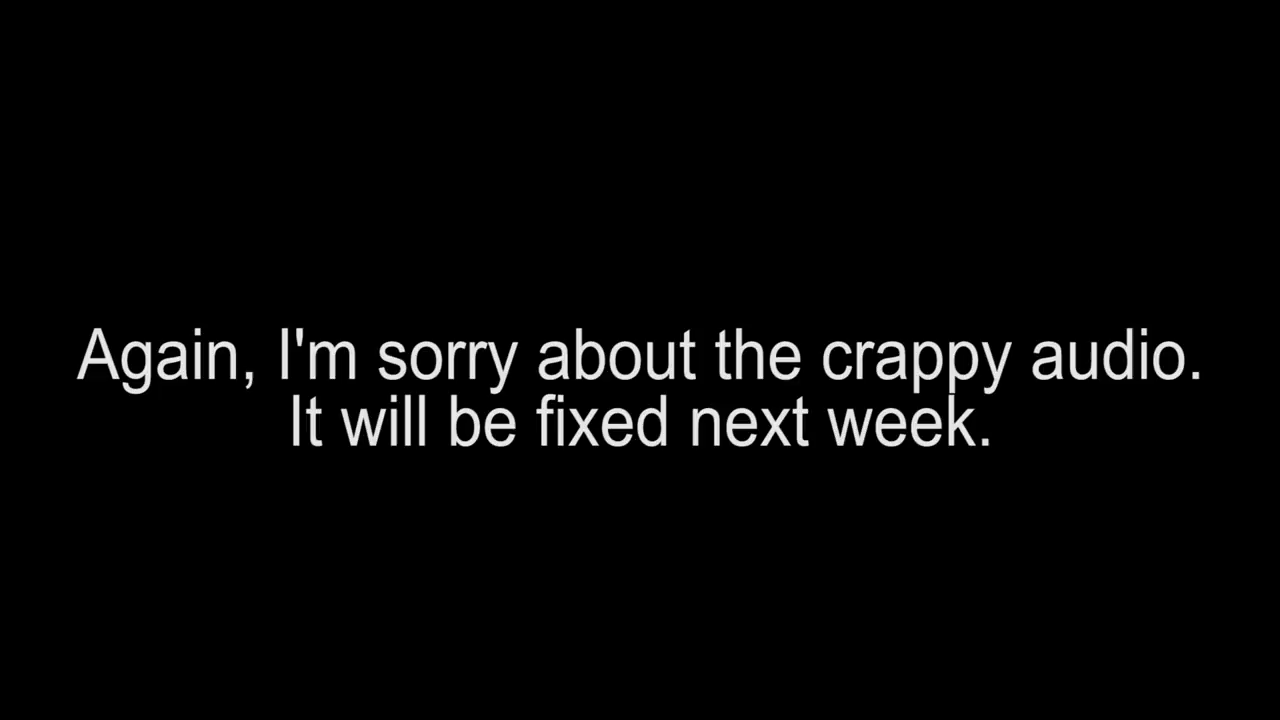 Again, I'm sorry about the crappy audio.
It will be fixed next week.